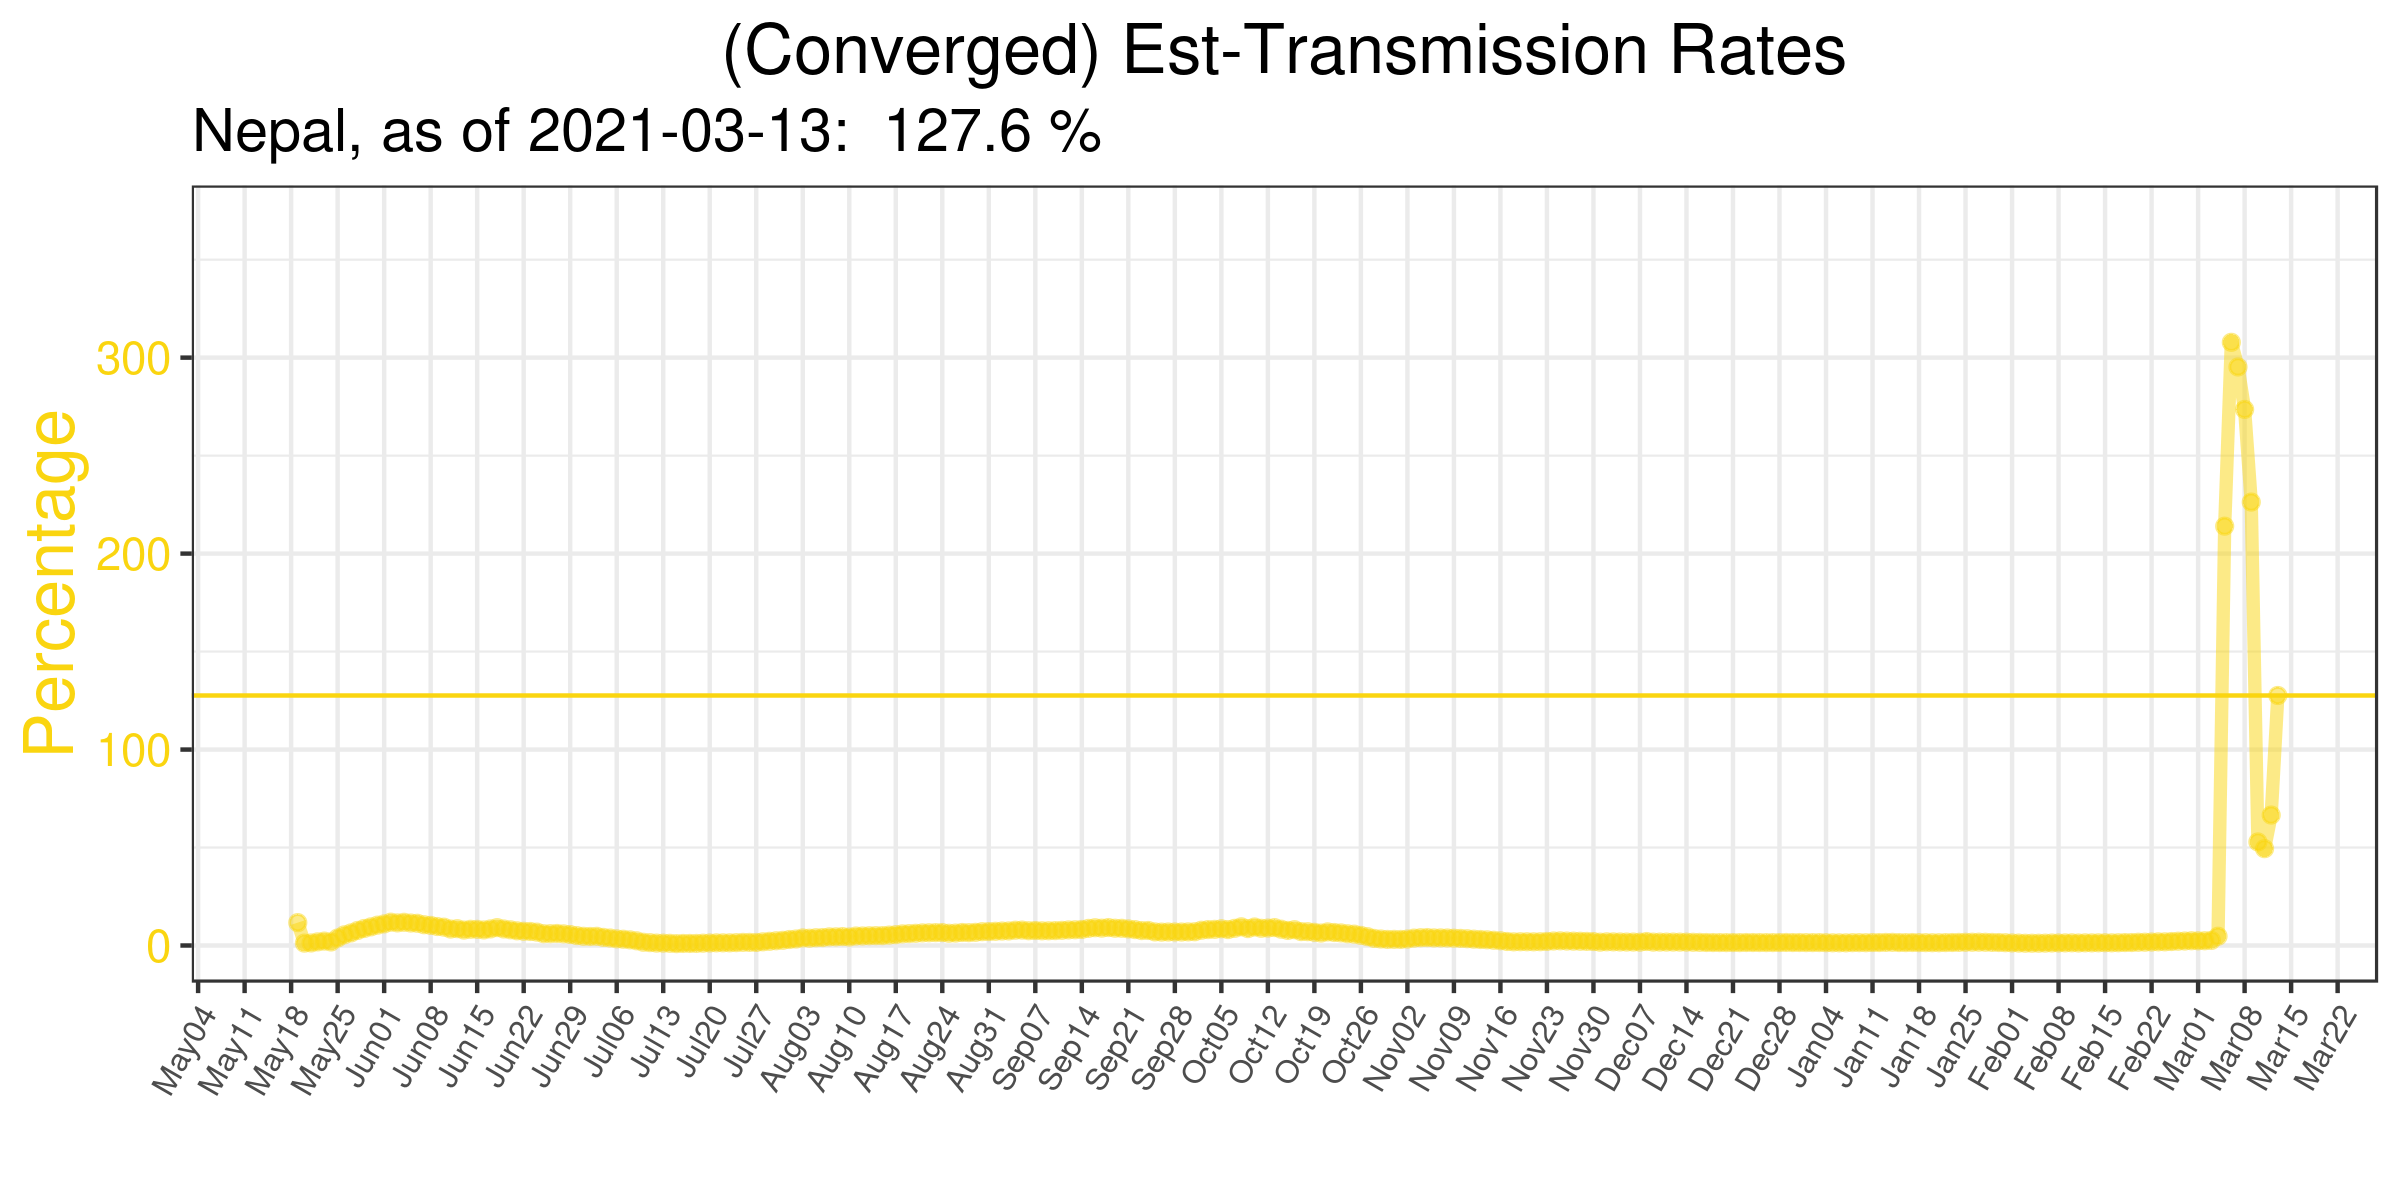 (Converged) Est-Transmission Rates
Nepal, as of 2021-03-13:  127.6 %
Percentage
300
200
100
0
May04
May11
May18
May25
Jun01
Jun08
Jun15
Jun22
Jun29
Jul06
Jul13
Jul20
Jul27
Aug03
Aug10
Aug17
Aug24
Aug31
Sep07
Sep14
Sep21
Sep28
Oct05
Oct12
Oct19
Oct26
Nov02
Nov09
Nov16
Nov23
Nov30
Dec07
Dec14
Dec21
Dec28
Jan04
Jan11
Jan18
Jan25
Feb01
Feb08
Feb15
Feb22
Mar01
Mar08
Mar15
Mar22